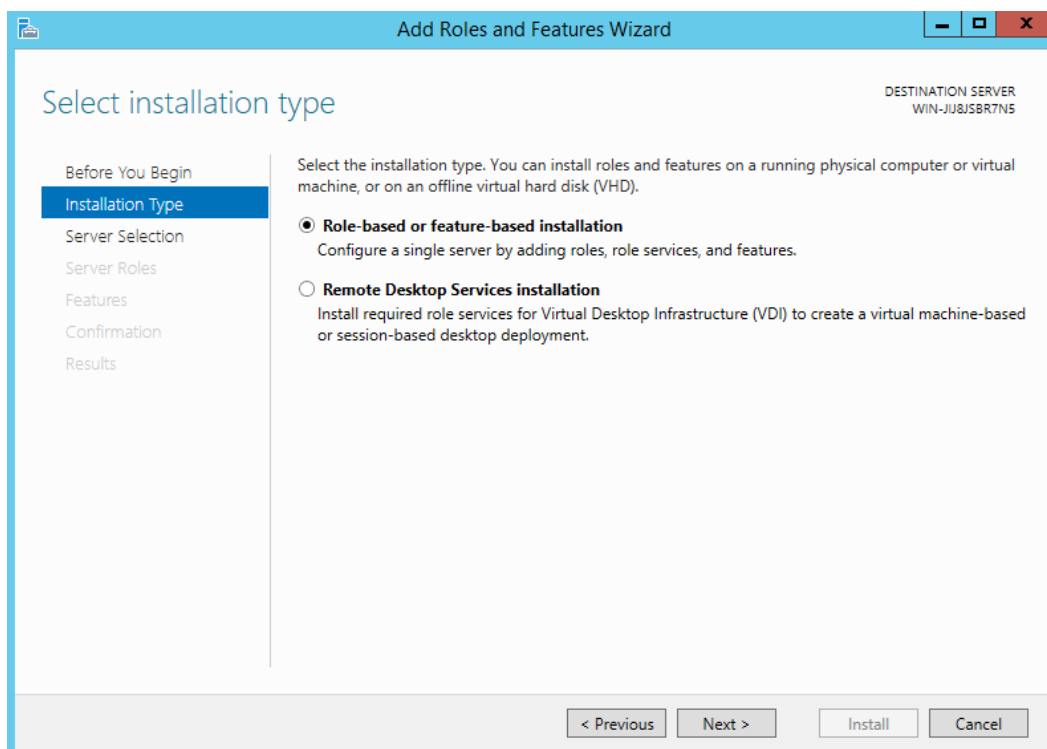 Add Roles and Features Wizard
Select installation type
DESTINATION SERVER
WIN-JIJ8JSBR7N5
Before You Begin
Installation Type
Server Selection
Server Roles
Features
Confirmation
Results
Select the installation type. You can install roles and features on a running physical computer or virtual
machine, or on an offline virtual hard disk (VHD).
Role-based or feature-based installation
Configure a single server by adding roles, role services, and features.
Remote Desktop Services installation
Install required role services for Virtual Desktop Infrastructure (VDI) to create a virtual machine-based
or session-based desktop deployment.
< Previous
Next >
Install
Cancel